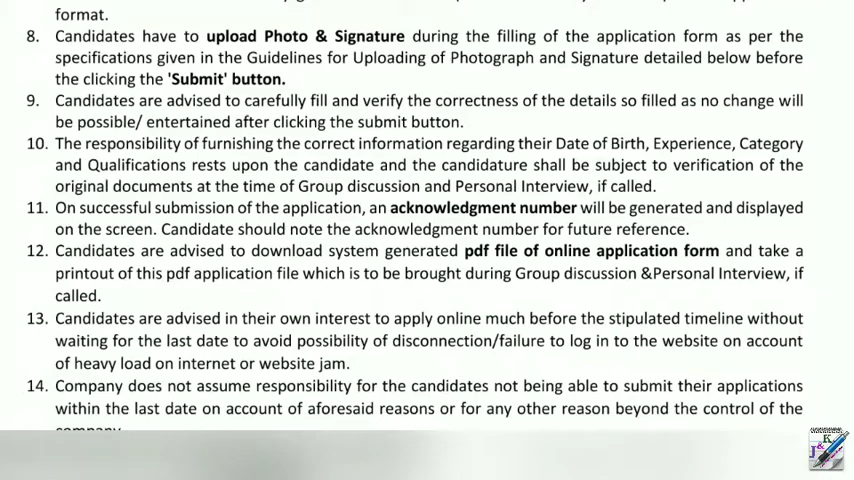 format.
8. Candidates have to upload Photo & Signature during the filling of the application form as per the
specifications given in the Guidelines for Uploading of Photograph and Signature detailed below before
the clicking the 'Submit' button.
9. Candidates are advised to carefully fill and verify the correctness of the details so filled as no change will
be possible/ entertained after clicking the submit button.
10. The responsibility of furnishing the correct information regarding their Date of Birth, Experience, Category
and Qualifications rests upon the candidate and the candidature shall be subject to verification of the
original documents at the time of Group discussion and Personal Interview, if called.
11. On successful submission of the application, an acknowledgment number will be generated and displayed
on the screen. Candidate should note the acknowledgment number for future reference.
12. Candidates are advised to download system generated pdf file of online application form and take a
printout of this pdf application file which is to be brought during Group discussion &Personal Interview, if
called.
13. Candidates are advised in their own interest to apply online much before the stipulated timeline without
waiting for the last date to avoid possibility of disconnection/failure to log in to the website on account
of heavy load on internet or website jam.
14. Company does not assume responsibility for the candidates not being able to submit their applications
within the last date on account of aforesaid reasons or for any other reason beyond the control of the
company.
J&K